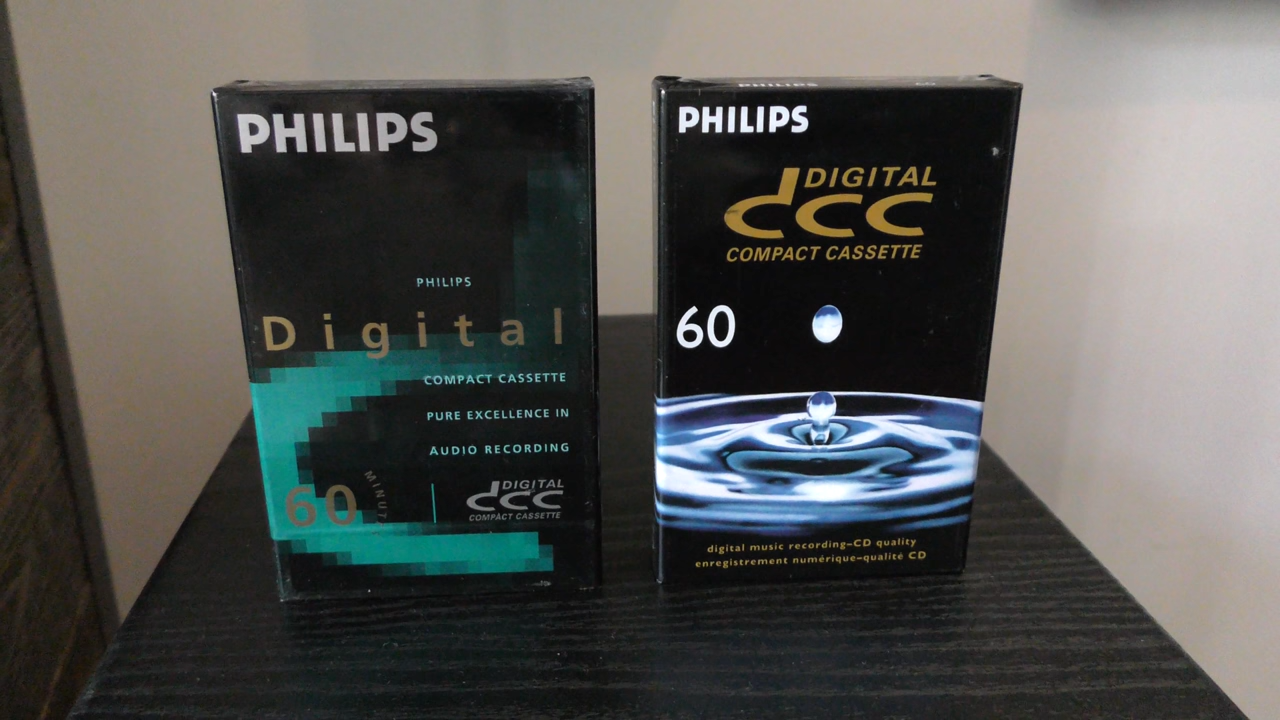 PHILIPS
PHILIPS
Digital
COMPACT CASSETTE
PURE EXCELLENCE IN
AUDIO RECORDING
60
DIGITAL
dcc
COMPACT CASSETTE
PHILIPS
PHILIPS
DIGITAL
dcc
COMPACT CASSETTE
60
digital music recording–CD quality
enregistrement numérique–qualité CD